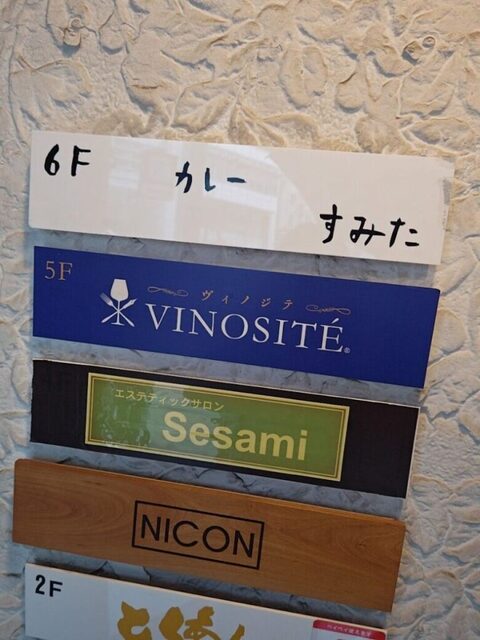 6F カレー
すみた
5F
ヴィノジテ
VINOSITÉ®
エステティックサロン
Sesami
NICON
2F